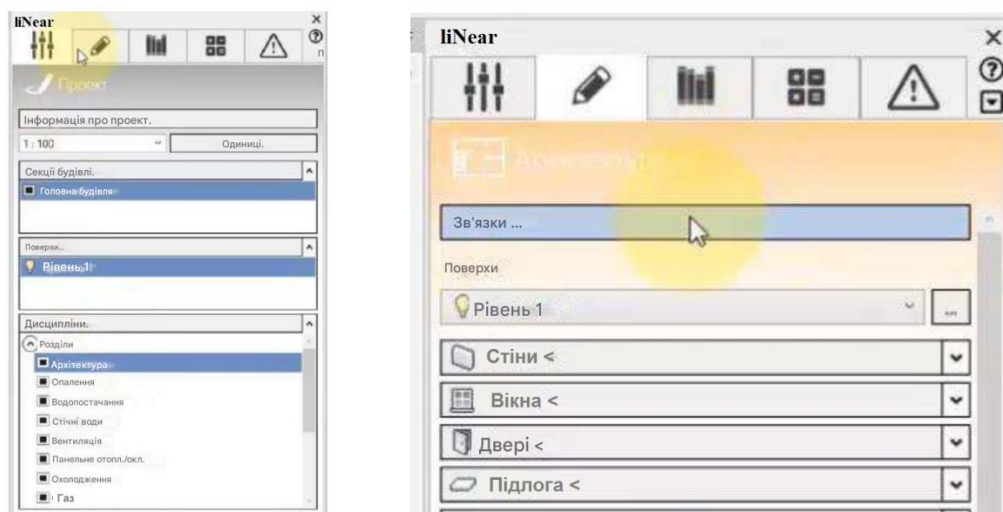 liNear
Проект
Інформація про проект.
1 : 100
Одиниці.
Секції будівлі.
Головна будівля
Поверхи...
Рівень 1
Дисципліни.
Розділи
Архітектура
Опалення
Водопостачання
Стічні води
Вентиляція
Панельне отопл./окл.
Охолодження
Газ
liNear
Зв'язки ...
Поверхи
Рівень 1
...
Стіни <
Вікна <
Двері <
Підлога <